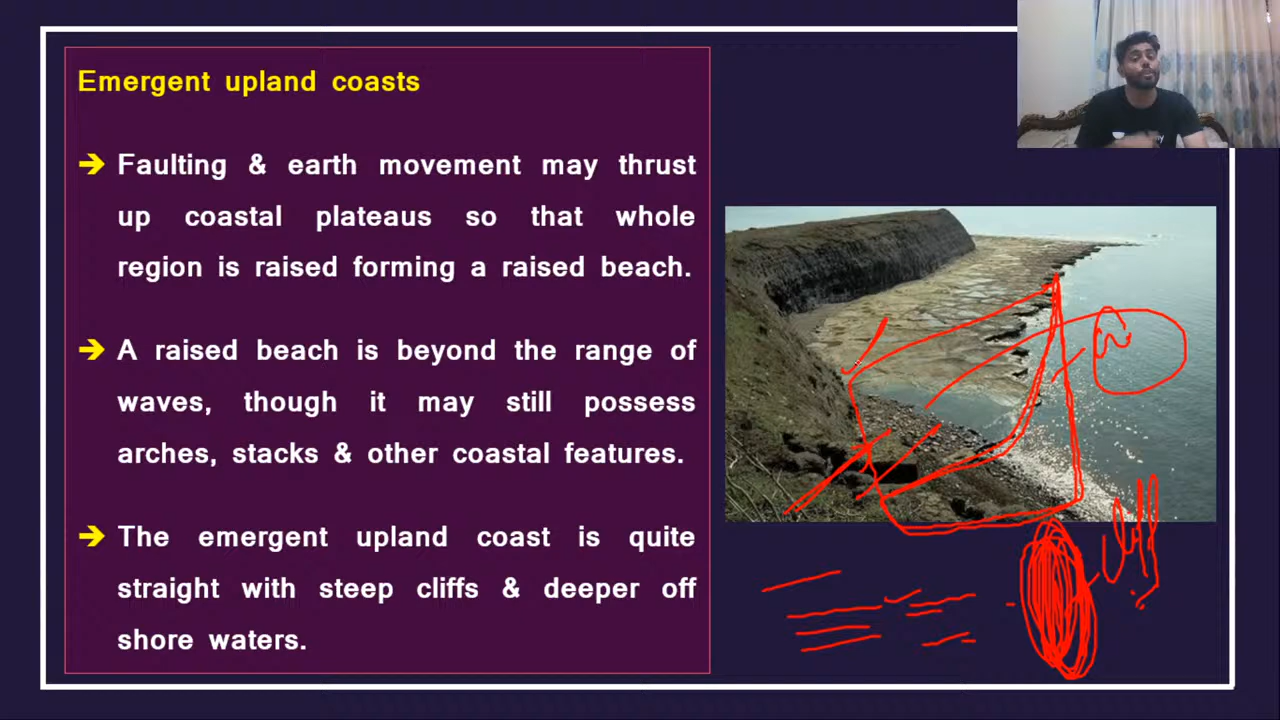 Emergent upland coasts
➔ Faulting & earth movement may thrust
up coastal plateaus so that whole
region is raised forming a raised beach.
➔ A raised beach is beyond the range of
waves, though it may still possess
arches, stacks & other coastal features.
➔ The emergent upland coast is quite
straight with steep cliffs & deeper off
shore waters.
cliff